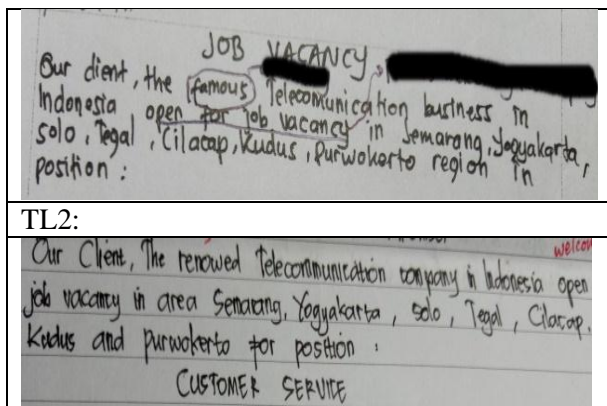 JOB VACANCY
Our client, the famous Telecomunication business in
Indonesia open for job vacancy in Semarang, Yogyakarta,
solo, Tegal, Cilacap, Kudus, Purwokerto region in
position :
TL2:
Our Client, The renowed Telecommunication company in Indonesia open
job vacancy in area Semarang, Yogyakarta, solo, Tegal, Cilacap,
Kudus and purwokerto for position :
CUSTOMER SERVICE